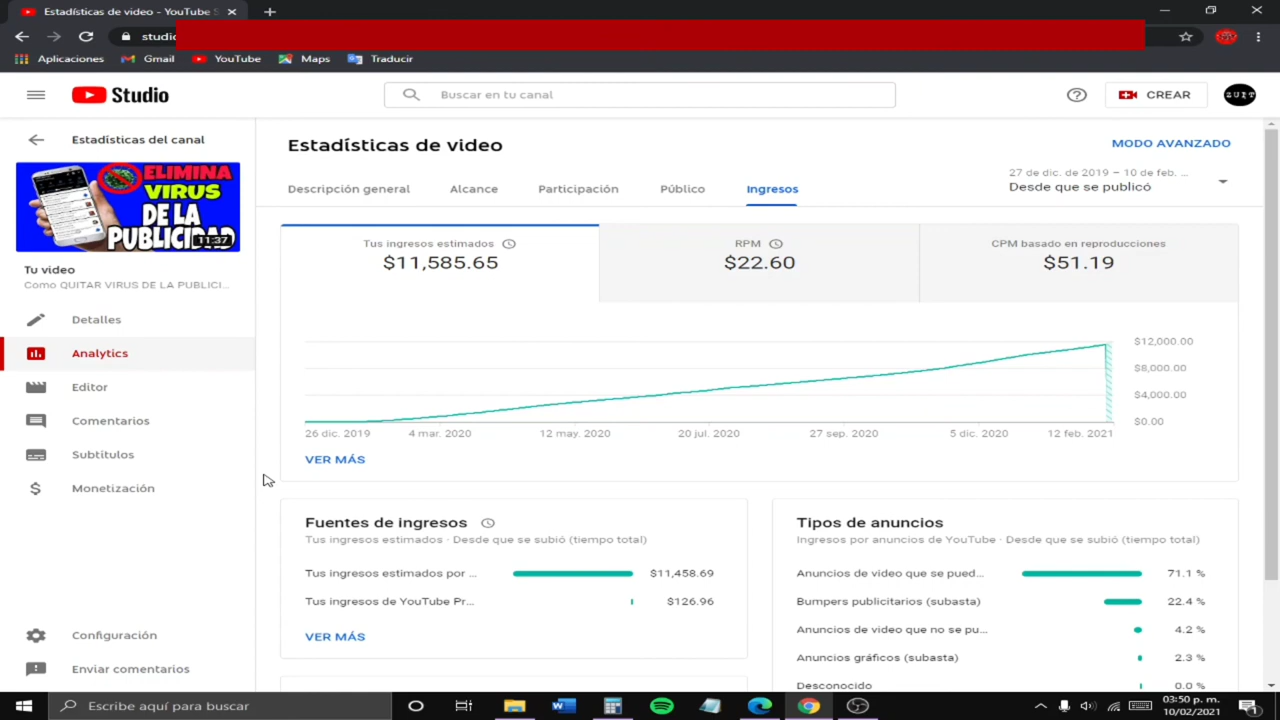 Estadísticas de video - YouTube S
studio
Aplicaciones
Gmail
YouTube
Maps
Traducir
Studio
Buscar en tu canal
CREAR
Estadísticas del canal
ELIMINA
VIRUS
DE LA
PUBLICIDAD
11:37
Tu video
Como QUITAR VIRUS DE LA PUBLICI...
Detalles
Analytics
Editor
Comentarios
Subtítulos
Monetización
Configuración
Enviar comentarios
Estadísticas de video
MODO AVANZADO
Descripción general
Alcance
Participación
Público
Ingresos
27 de dic. de 2019 – 10 de feb. ...
Desde que se publicó
Tus ingresos estimados
$11,585.65
RPM
$22.60
CPM basado en reproducciones
$51.19
$12,000.00
$8,000.00
$4,000.00
$0.00
26 dic. 2019
4 mar. 2020
12 may. 2020
20 jul. 2020
27 sep. 2020
5 dic. 2020
12 feb. 2021
VER MÁS
Fuentes de ingresos
Tus ingresos estimados · Desde que se subió (tiempo total)
Tus ingresos estimados por ...
$11,458.69
Tus ingresos de YouTube Pr...
$126.96
VER MÁS
Tipos de anuncios
Ingresos por anuncios de YouTube · Desde que se subió (tiempo total)
Anuncios de video que se pued...
71.1 %
Bumpers publicitarios (subasta)
22.4 %
Anuncios de video que no se pu...
4.2 %
Anuncios gráficos (subasta)
2.3 %
Desconocido
0.0 %
Escribe aquí para buscar
03:50 p. m.
10/02/2021
1